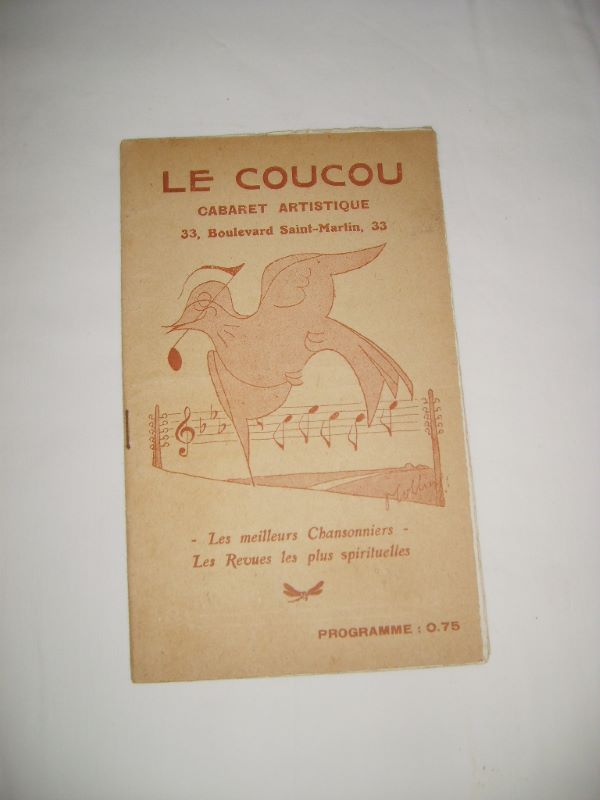 LE COUCOU
CABARET ARTISTIQUE
33, Boulevard Saint-Martin, 33
- Les meilleurs Chansonniers -
Les Revues les plus spirituelles
PROGRAMME : 0.75